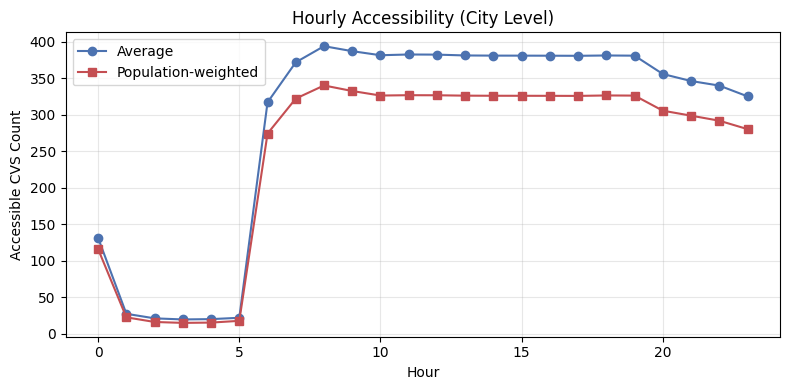 Hourly Accessibility (City Level)
Average
Population-weighted
Accessible CVS Count
400
350
300
250
200
150
100
50
0
0
5
10
15
20
Hour